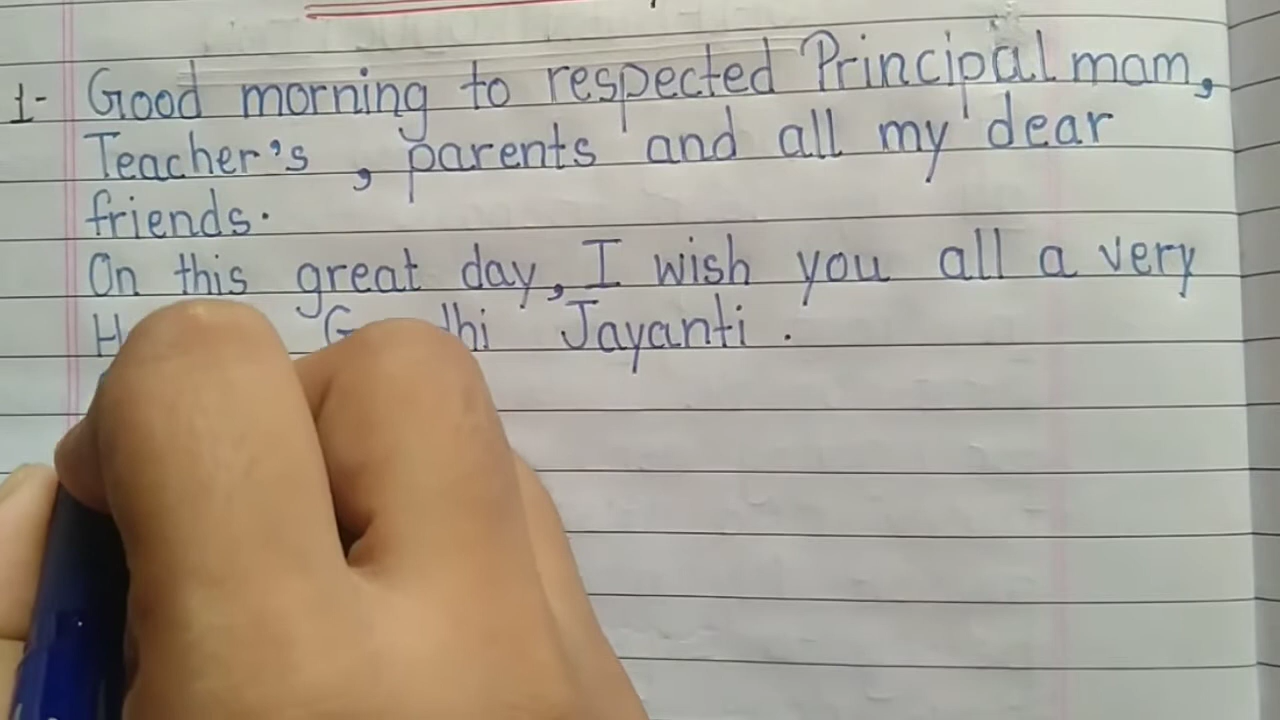 1- Good morning to respected Principal mam,
Teacher's , parents and all my dear
friends.
On this great day, I wish you all a very
Jayanti .